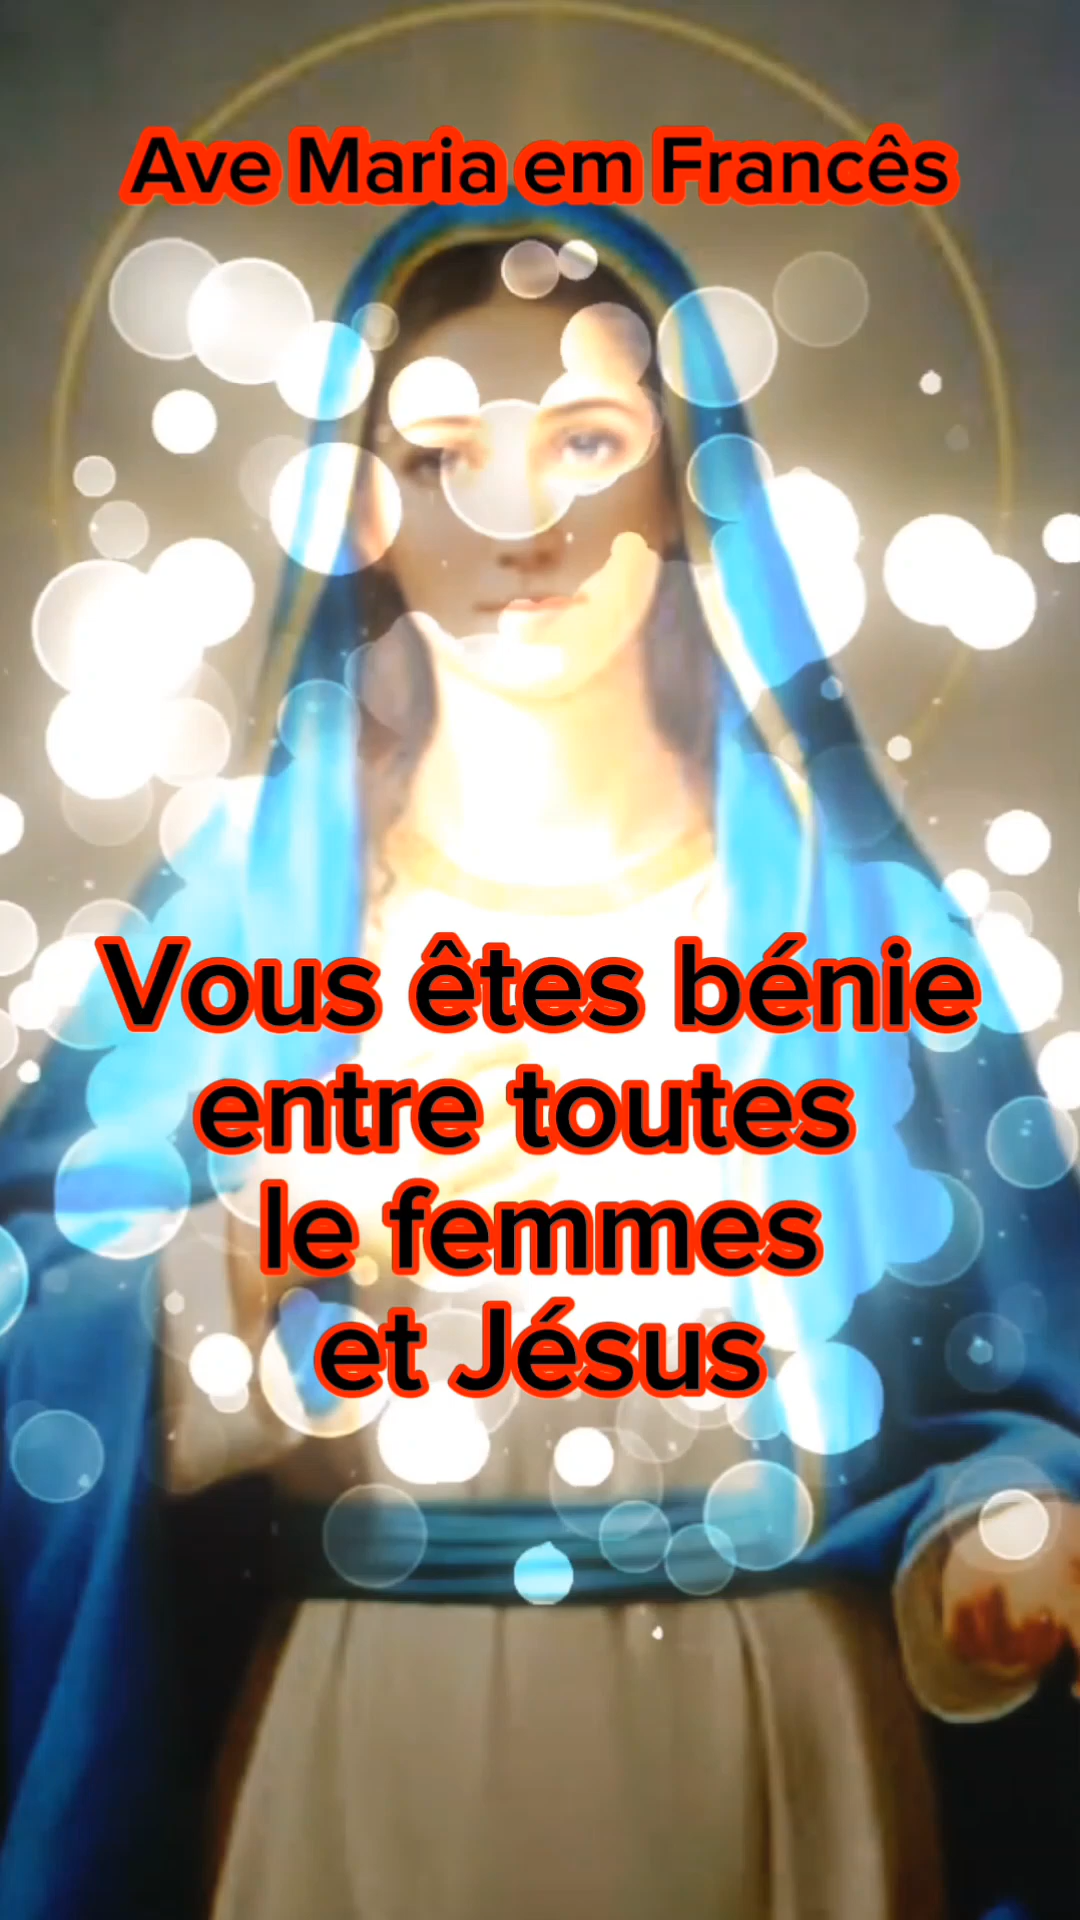 Ave Maria em Francês
Vous êtes bénie
entre toutes
le femmes
et Jésus